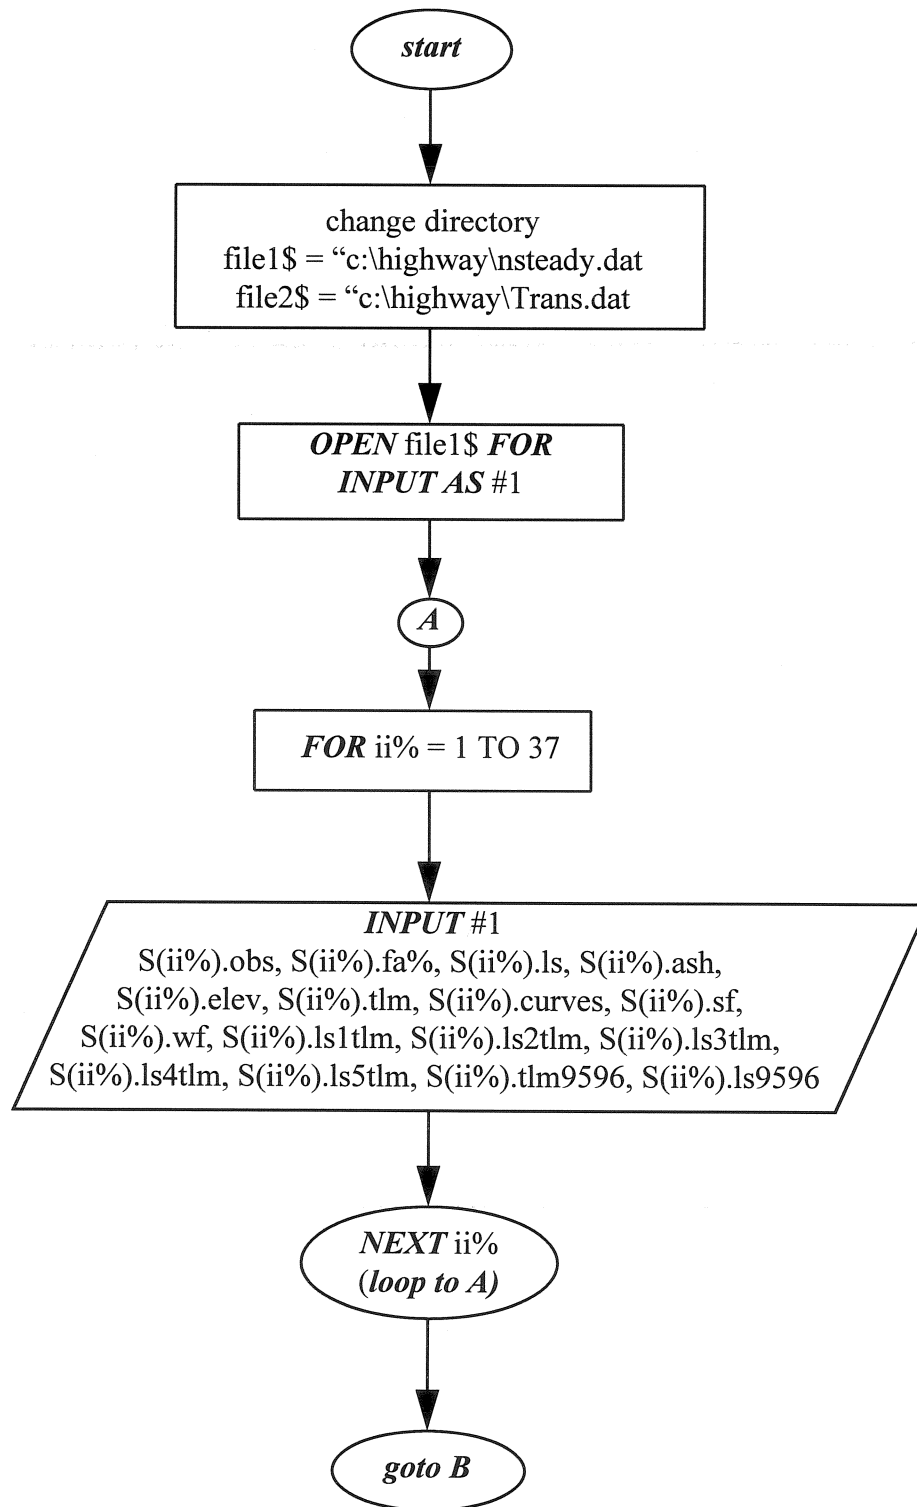 start
change directory
file1$ = “c:\highway\nsteady.dat
file2$ = “c:\highway\Trans.dat
OPEN file1$ FOR
INPUT AS #1
A
FOR ii% = 1 TO 37
INPUT #1
S(ii%).obs, S(ii%).fa%, S(ii%).ls, S(ii%).ash,
S(ii%).elev, S(ii%).tlm, S(ii%).curves, S(ii%).sf,
S(ii%).wf, S(ii%).ls1tlm, S(ii%).ls2tlm, S(ii%).ls3tlm,
S(ii%).ls4tlm, S(ii%).ls5tlm, S(ii%).tlm9596, S(ii%).ls9596
NEXT ii%
(loop to A)
goto B